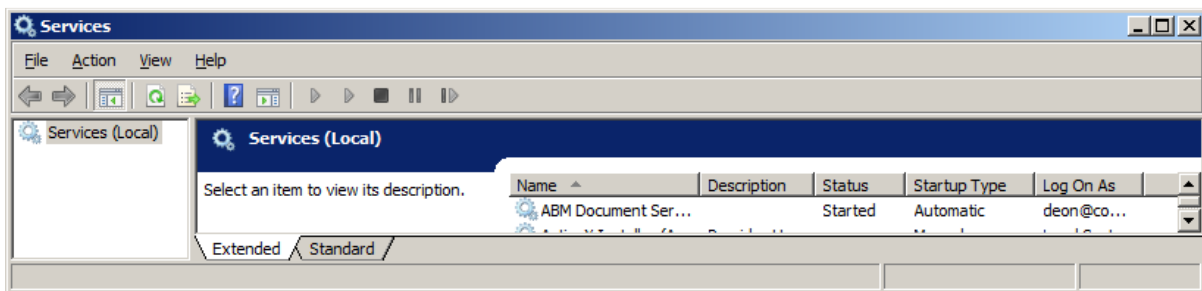 Services
File Action View Help
Services (Local)
Services (Local)
Select an item to view its description.
Name Description Status Startup Type Log On As
ABM Document Ser... Started Automatic deon@co...
Extended Standard